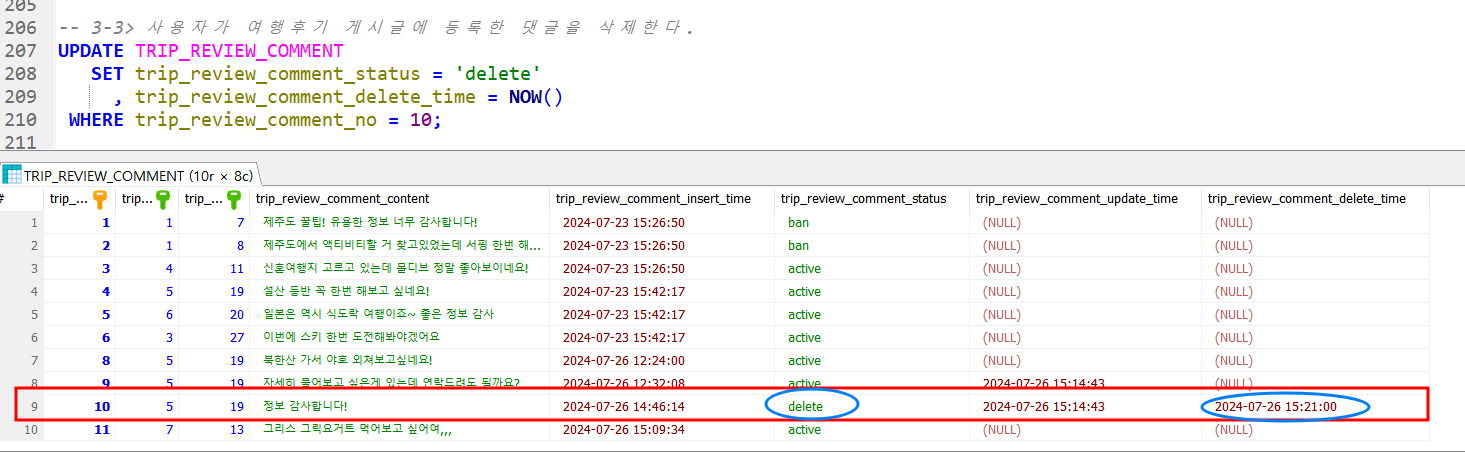 205
206 -- 3-3> 사용자가 여행후기 게시글에 등록한 댓글을 삭제한다.
207 UPDATE TRIP_REVIEW_COMMENT
208 SET trip_review_comment_status = 'delete'
209 , trip_review_comment_delete_time = NOW()
210 WHERE trip_review_comment_no = 10;
211
TRIP_REVIEW_COMMENT (10r × 8c)
# trip_... trip... trip_... trip_review_comment_content trip_review_comment_insert_time trip_review_comment_status trip_review_comment_update_time trip_review_comment_delete_time
1 1 1 7 제주도 꿀팁! 유용한 정보 너무 감사합니다! 2024-07-23 15:26:50 ban (NULL) (NULL)
2 2 1 8 제주도에서 액티비티할 거 찾고있었는데 서핑 한번 해... 2024-07-23 15:26:50 ban (NULL) (NULL)
3 3 4 11 신혼여행지 고르고 있는데 몰디브 정말 좋아보이네요! 2024-07-23 15:26:50 active (NULL) (NULL)
4 4 5 19 설산 등반 꼭 한번 해보고 싶네요! 2024-07-23 15:42:17 active (NULL) (NULL)
5 5 6 20 일본은 역시 식도락 여행이죠~ 좋은 정보 감사 2024-07-23 15:42:17 active (NULL) (NULL)
6 6 3 27 이번에 스키 한번 도전해봐야겠어요 2024-07-23 15:42:17 active (NULL) (NULL)
7 8 5 19 북한산 가서 야호 외쳐보고싶네요! 2024-07-26 12:24:00 active (NULL) (NULL)
8 9 5 19 자세히 물어보고 싶은게 있는데 연락드려도 될까요? 2024-07-26 12:32:08 active 2024-07-26 15:14:43 (NULL)
9 10 5 19 정보 감사합니다! 2024-07-26 14:46:14 delete 2024-07-26 15:14:43 2024-07-26 15:21:00
10 11 7 13 그리스 그릭요거트 먹어보고 싶어여,,, 2024-07-26 15:09:34 active (NULL) (NULL)